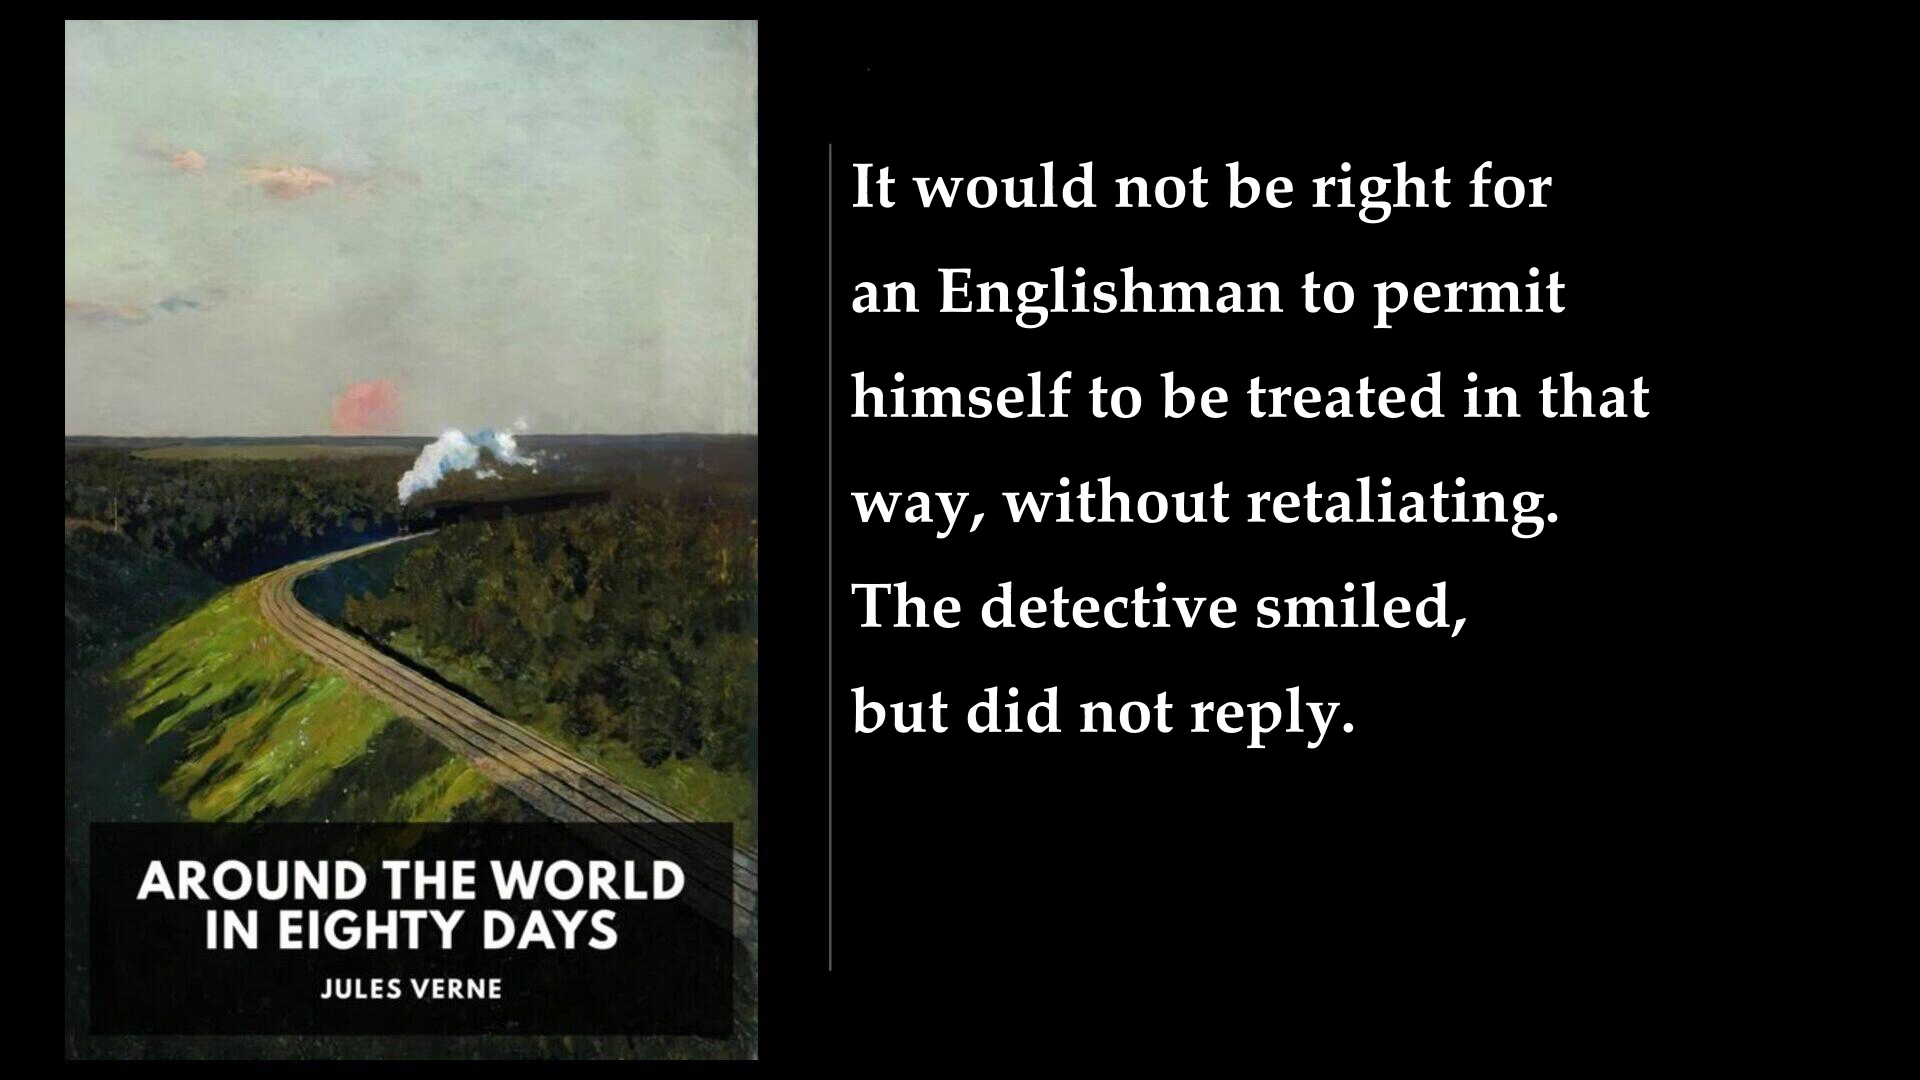 It would not be right for
an Englishman to permit
himself to be treated in that
way, without retaliating.
The detective smiled,
but did not reply.
AROUND THE WORLD
IN EIGHTY DAYS
JULES VERNE